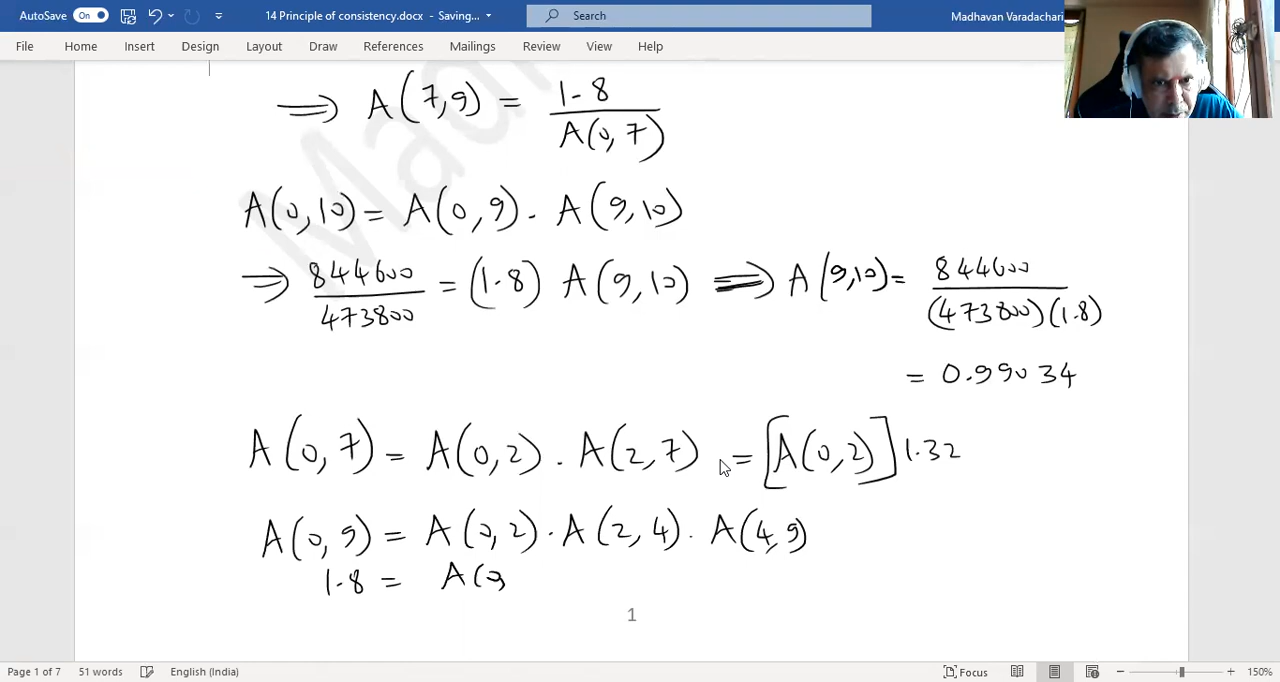 AutoSave On 14 Principle of consistency.docx - Saving... Search Madhavan Varadachari
File Home Insert Design Layout Draw References Mailings Review View Help
⟹ A(7,9) = 1.8 / A(0,7)
A(0,10) = A(0,9) . A(9,10)
⟹ 844600 / 473800 = (1.8) A(9,10) ⟹ A(9,10) = 844600 / (473800)(1.8)
= 0.99034
A(0,7) = A(0,2) . A(2,7) = [A(0,2)] 1.32
A(0,9) = A(0,2) . A(2,4) . A(4,9)
1.8 = A(0,
1
Page 1 of 7 51 words English (India) Focus 150%